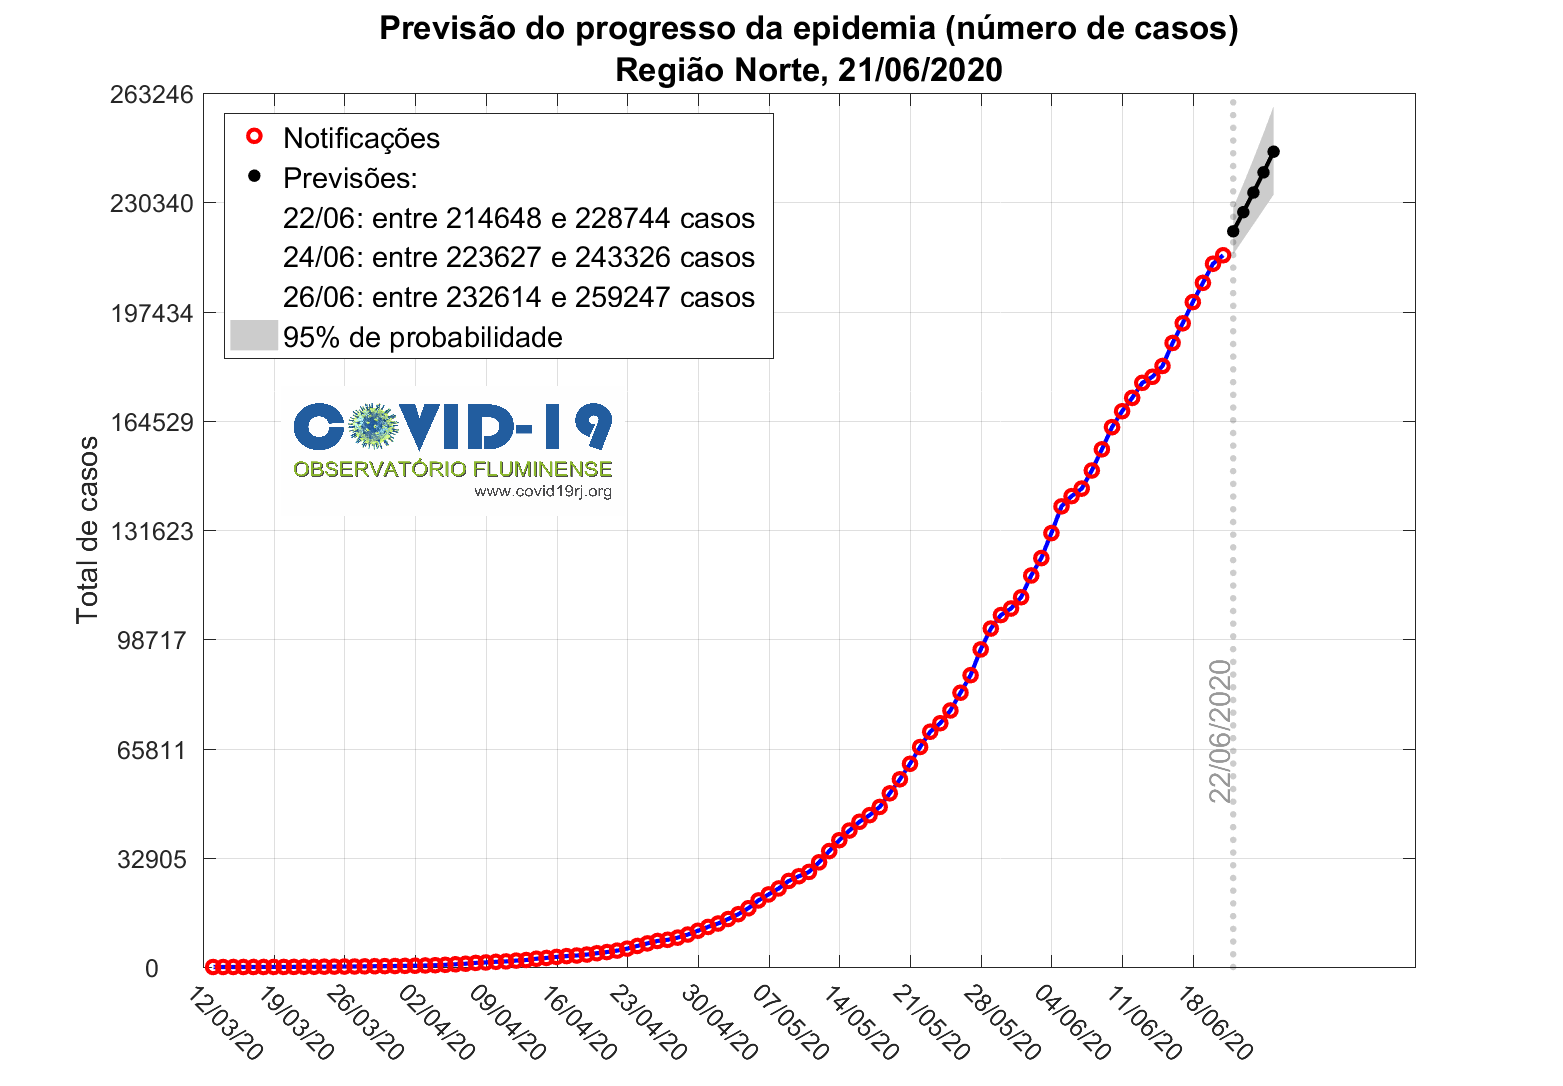 Previsão do progresso da epidemia (número de casos)
Região Norte, 21/06/2020
263246
230340
197434
164529
131623
98717
65811
32905
0
Total de casos
Notificações
Previsões:
22/06: entre 214648 e 228744 casos
24/06: entre 223627 e 243326 casos
26/06: entre 232614 e 259247 casos
95% de probabilidade
COVID-19
OBSERVATÓRIO FLUMINENSE
www.covid19rj.org
22/06/2020
12/03/20
19/03/20
26/03/20
02/04/20
09/04/20
16/04/20
23/04/20
30/04/20
07/05/20
14/05/20
21/05/20
28/05/20
04/06/20
11/06/20
18/06/20